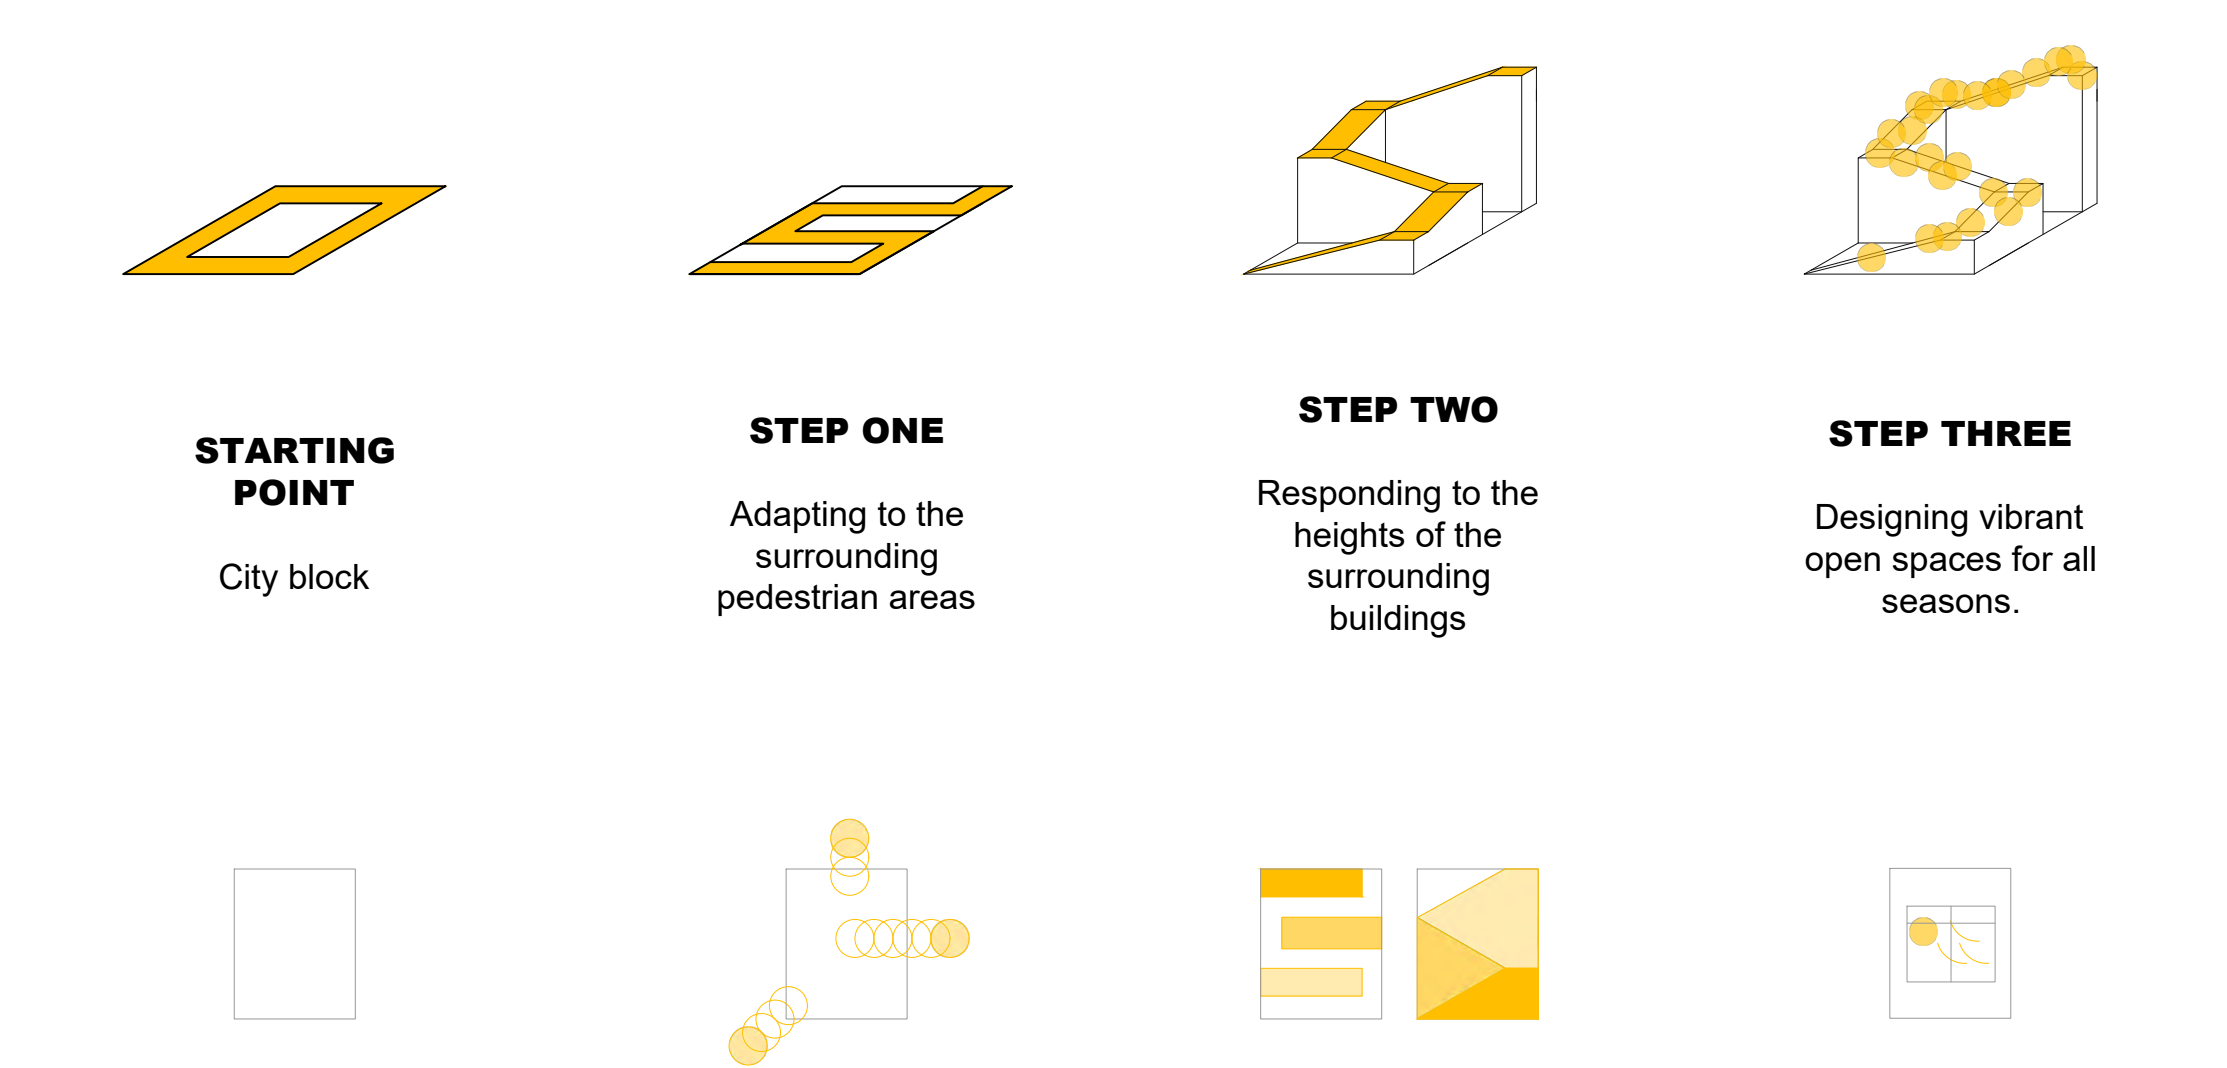 STARTING
POINT
City block
STEP ONE
Adapting to the
surrounding
pedestrian areas
STEP TWO
Responding to the
heights of the
surrounding
buildings
STEP THREE
Designing vibrant
open spaces for all
seasons.